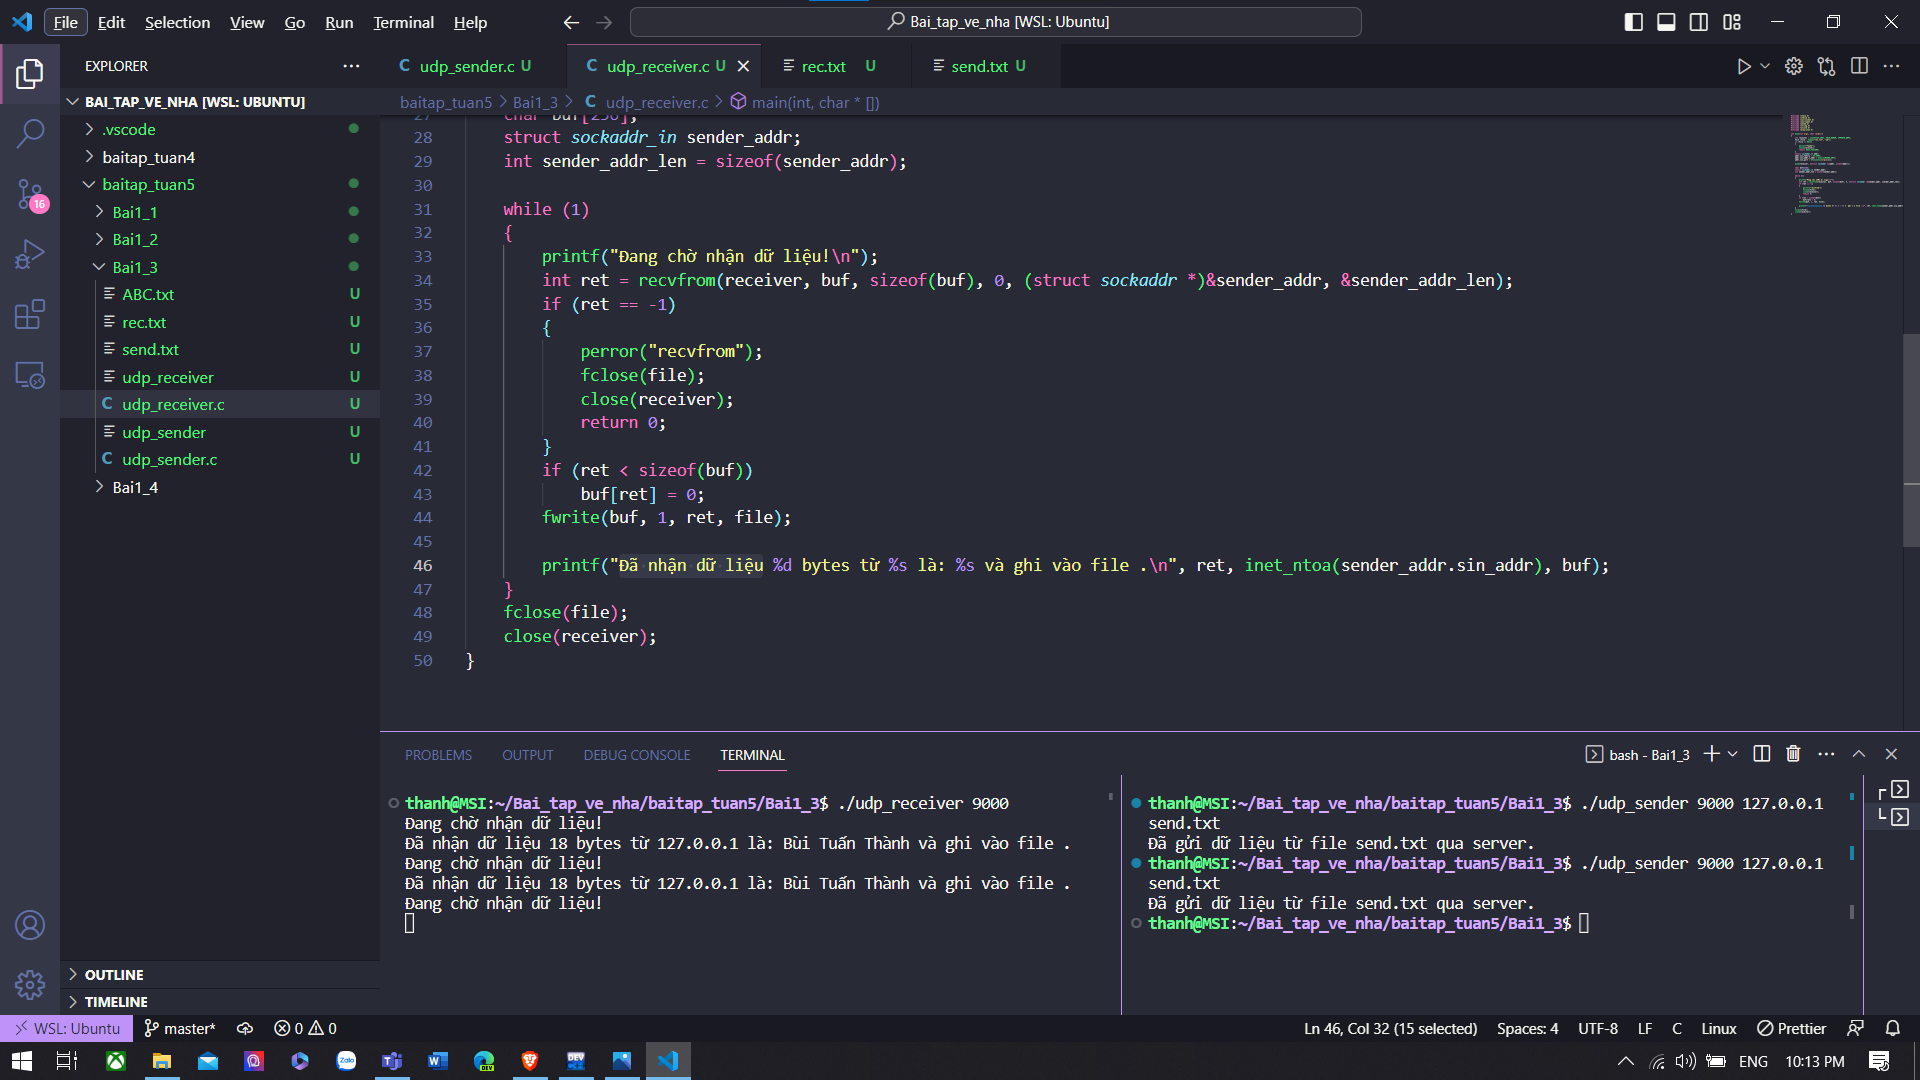 File Edit Selection View Go Run Terminal Help
Bai_tap_ve_nha [WSL: Ubuntu]
EXPLORER
BAI_TAP_VE_NHA [WSL: UBUNTU]
.vscode
baitap_tuan4
baitap_tuan5
Bai1_1
Bai1_2
Bai1_3
ABC.txt U
rec.txt U
send.txt U
udp_receiver U
C udp_receiver.c U
udp_sender U
C udp_sender.c U
Bai1_4
OUTLINE
TIMELINE
16
C udp_sender.c U
C udp_receiver.c U
rec.txt U
send.txt U
baitap_tuan5 > Bai1_3 > C udp_receiver.c > main(int, char * [])
27 char buf[256];
28 struct sockaddr_in sender_addr;
29 int sender_addr_len = sizeof(sender_addr);
30
31 while (1)
32 {
33 printf("Đang chờ nhận dữ liệu!\n");
34 int ret = recvfrom(receiver, buf, sizeof(buf), 0, (struct sockaddr *)&sender_addr, &sender_addr_len);
35 if (ret == -1)
36 {
37 perror("recvfrom");
38 fclose(file);
39 close(receiver);
40 return 0;
41 }
42 if (ret < sizeof(buf))
43 buf[ret] = 0;
44 fwrite(buf, 1, ret, file);
45
46 printf("Đã nhận dữ liệu %d bytes từ %s là: %s và ghi vào file .\n", ret, inet_ntoa(sender_addr.sin_addr), buf);
47 }
48 fclose(file);
49 close(receiver);
50 }
PROBLEMS OUTPUT DEBUG CONSOLE TERMINAL
bash - Bai1_3
thanh@MSI:~/Bai_tap_ve_nha/baitap_tuan5/Bai1_3$ ./udp_receiver 9000
Đang chờ nhận dữ liệu!
Đã nhận dữ liệu 18 bytes từ 127.0.0.1 là: Bùi Tuấn Thành và ghi vào file .
Đang chờ nhận dữ liệu!
Đã nhận dữ liệu 18 bytes từ 127.0.0.1 là: Bùi Tuấn Thành và ghi vào file .
Đang chờ nhận dữ liệu!
thanh@MSI:~/Bai_tap_ve_nha/baitap_tuan5/Bai1_3$ ./udp_sender 9000 127.0.0.1
send.txt
Đã gửi dữ liệu từ file send.txt qua server.
thanh@MSI:~/Bai_tap_ve_nha/baitap_tuan5/Bai1_3$ ./udp_sender 9000 127.0.0.1
send.txt
Đã gửi dữ liệu từ file send.txt qua server.
thanh@MSI:~/Bai_tap_ve_nha/baitap_tuan5/Bai1_3$
WSL: Ubuntu master* 0 0
Ln 46, Col 32 (15 selected) Spaces: 4 UTF-8 LF C Linux Prettier
Zalo
DEV
ENG 10:13 PM